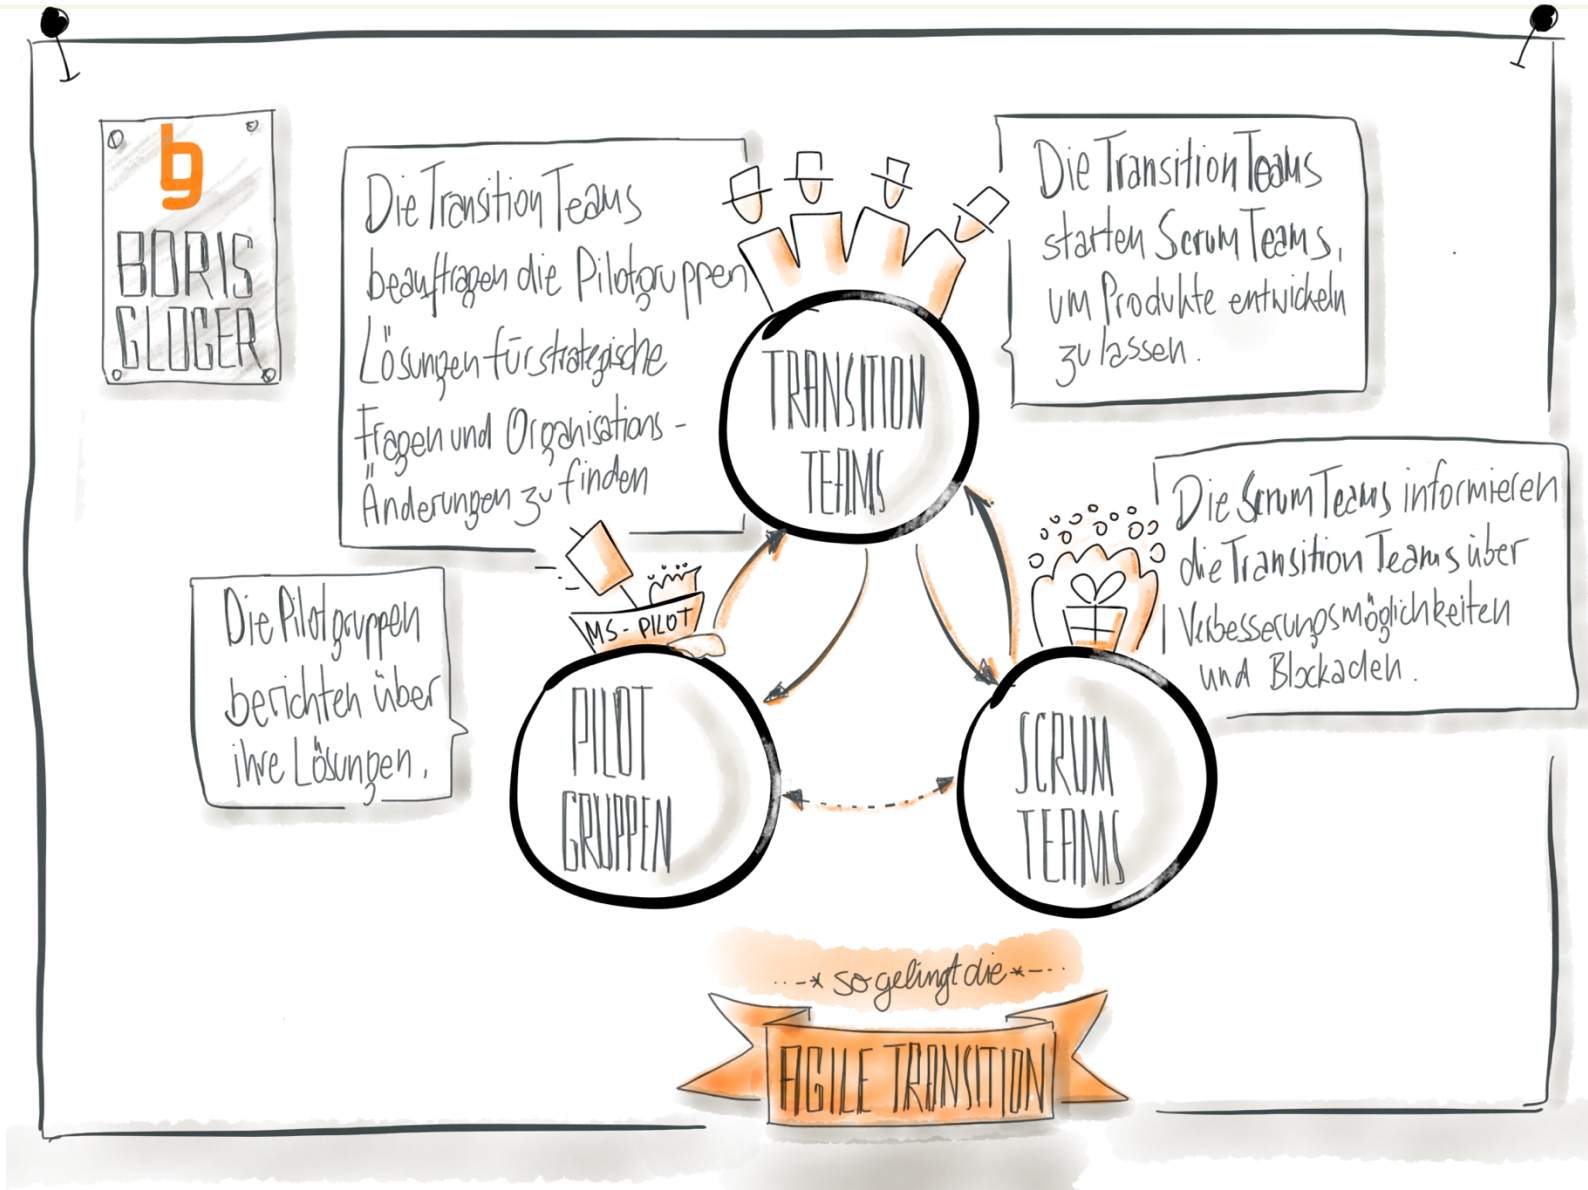 b
BORIS
GLOGER
Die Transition Teams
beauftragen die Pilotgruppen
Lösungen für strategische
Fragen und Organisations-
Änderungen zu finden
Die Transition Teams
starten Scrum Teams,
um Produkte entwickeln
zu lassen.
TRANSITION
TEAMS
Die Scrum Teams informieren
die Transition Teams über
Verbesserungsmöglichkeiten
und Blockaden.
Die Pilotgruppen
berichten über
ihre Lösungen.
MS-PILOT
PILOT
GRUPPEN
SCRUM
TEAMS
so gelingt die
AGILE TRANSITION